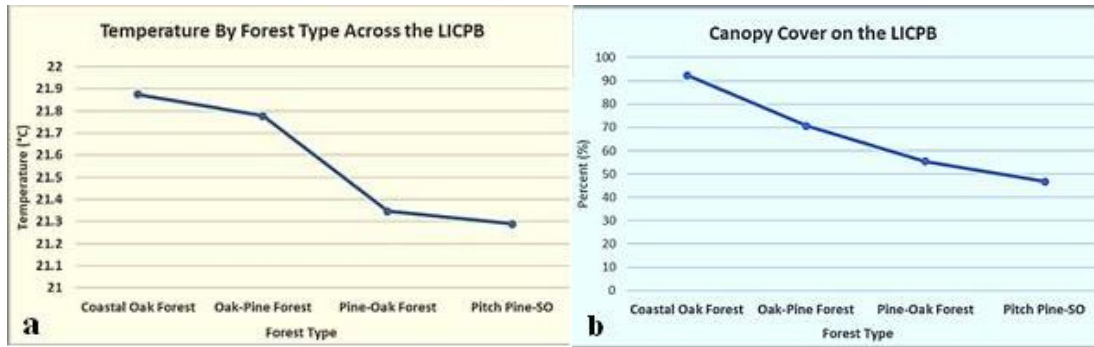 Temperature By Forest Type Across the LICPB
Temperature (°C)
22
21.9
21.8
21.7
21.6
21.5
21.4
21.3
21.2
21.1
21
Coastal Oak Forest Oak-Pine Forest Pine-Oak Forest Pitch Pine-SO
Forest Type
a
Canopy Cover on the LICPB
Percent (%)
100
90
80
70
60
50
40
30
20
10
0
Coastal Oak Forest Oak-Pine Forest Pine-Oak Forest Pitch Pine-SO
Forest Type
b